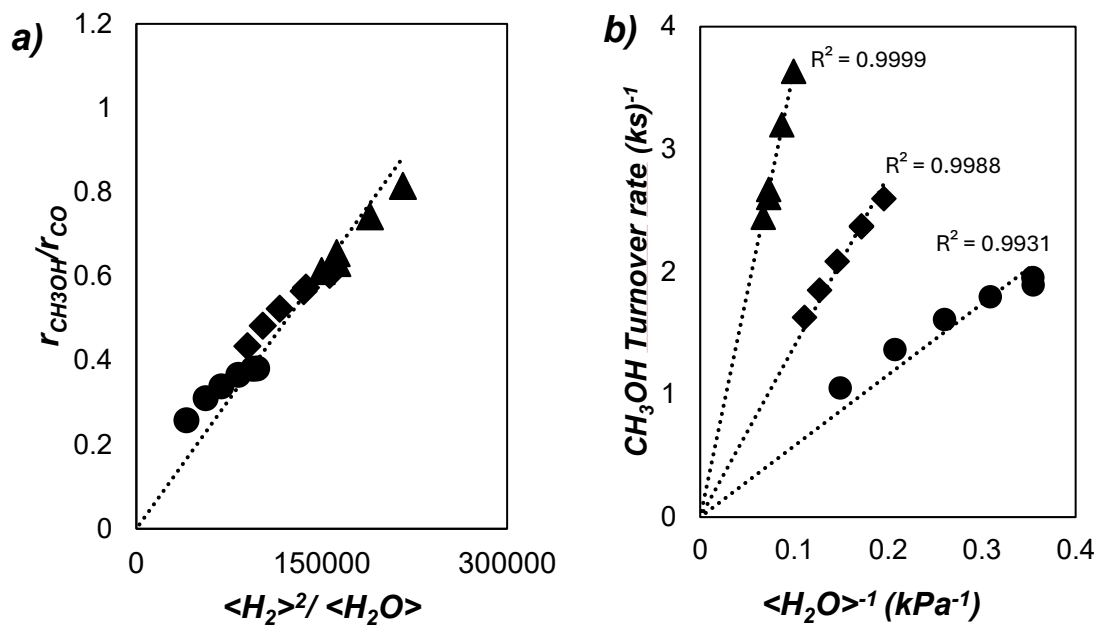 a)
1.2
1
0.8
0.6
0.4
0.2
0
r_CH3OH/r_CO
0
150000
300000
<H₂>²/ <H₂O>
b)
4
3
2
1
0
CH₃OH Turnover rate (ks)⁻¹
R² = 0.9999
R² = 0.9988
R² = 0.9931
0
0.1
0.2
0.3
0.4
<H₂O>⁻¹ (kPa⁻¹)